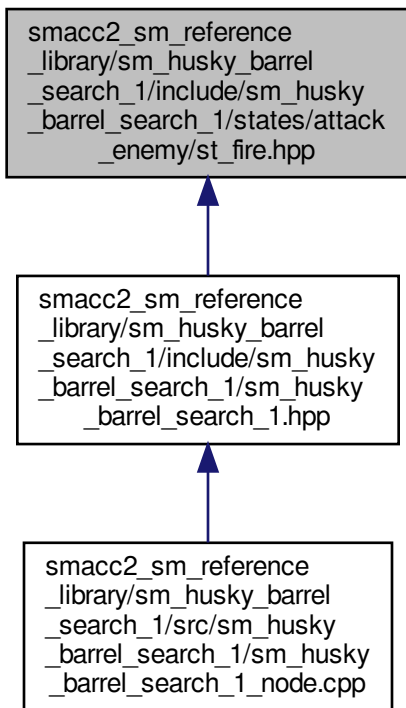 smacc2_sm_reference
_library/sm_husky_barrel
_search_1/include/sm_husky
_barrel_search_1/states/attack
_enemy/st_fire.hpp
smacc2_sm_reference
_library/sm_husky_barrel
_search_1/include/sm_husky
_barrel_search_1/sm_husky
_barrel_search_1.hpp
smacc2_sm_reference
_library/sm_husky_barrel
_search_1/src/sm_husky
_barrel_search_1/sm_husky
_barrel_search_1_node.cpp